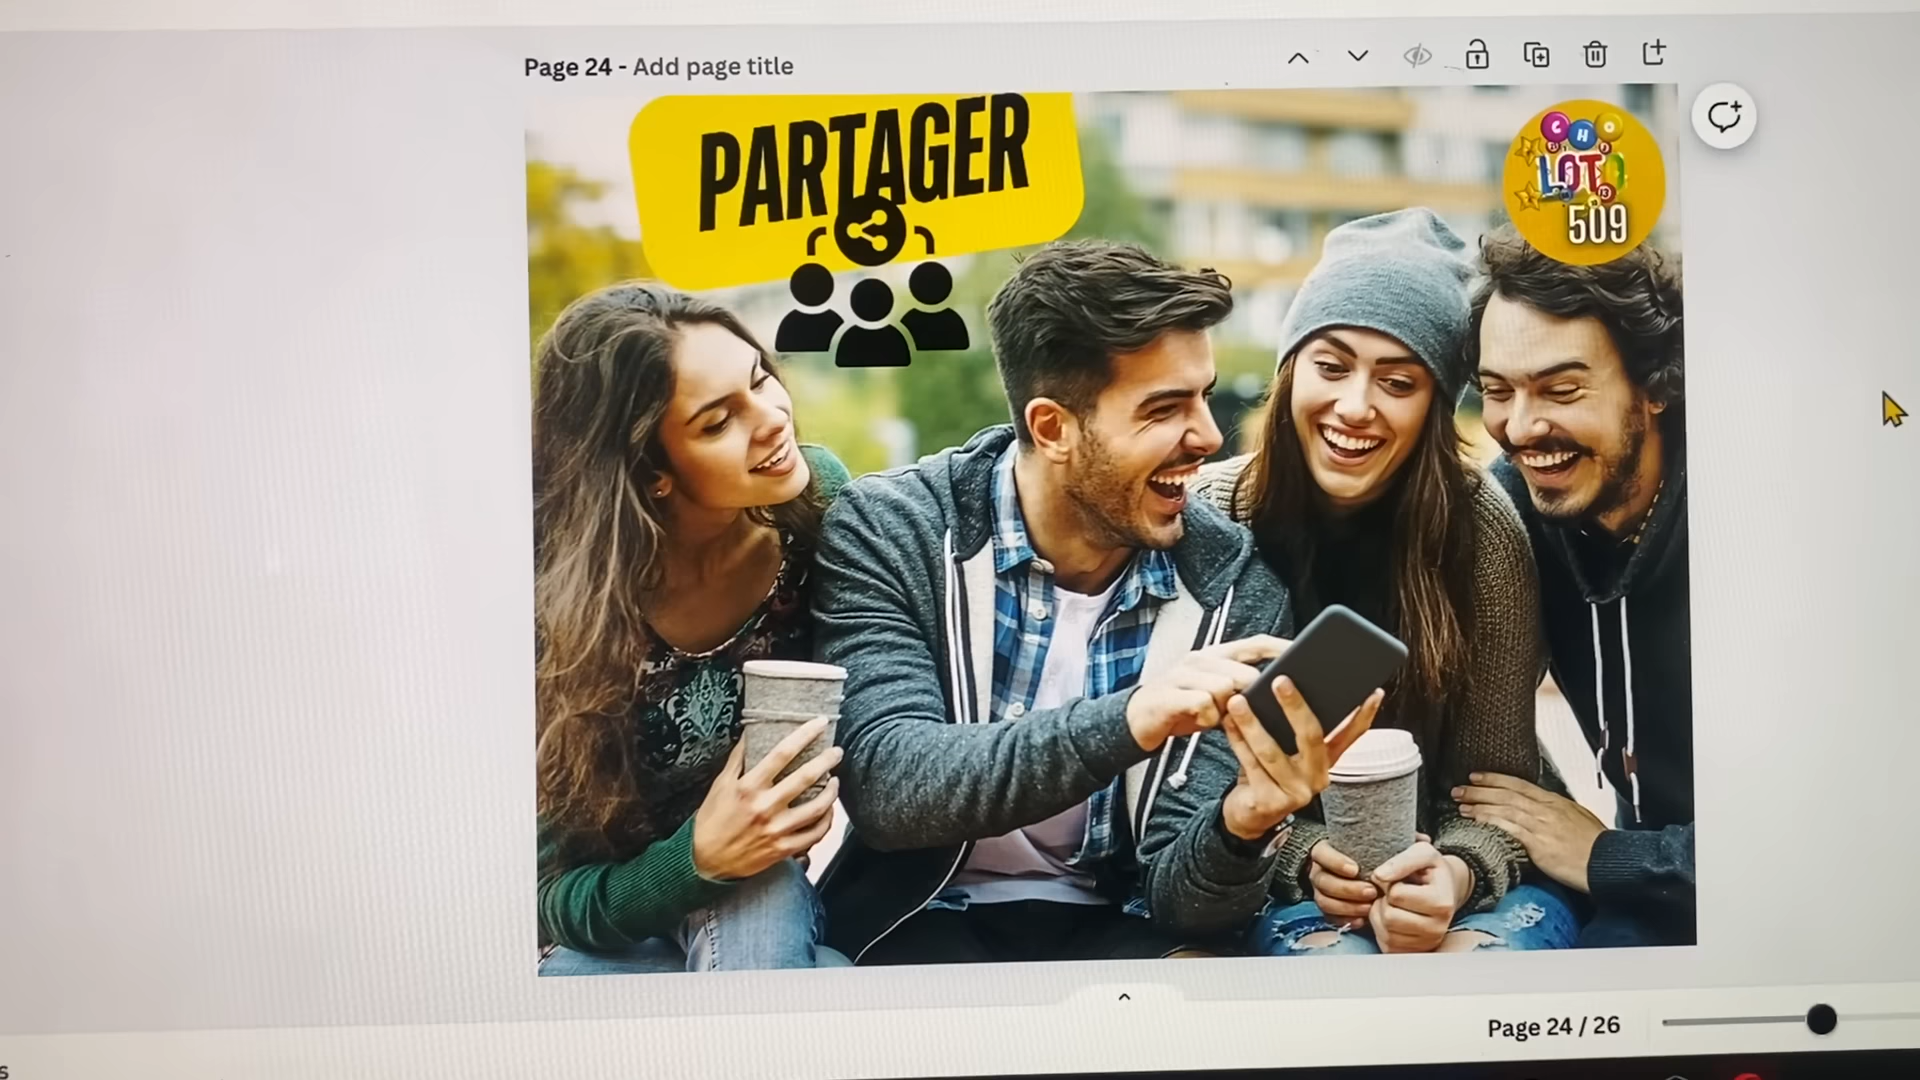 Page 24 - Add page title
PARTAGER
C H O
LOTO
509
Page 24 / 26